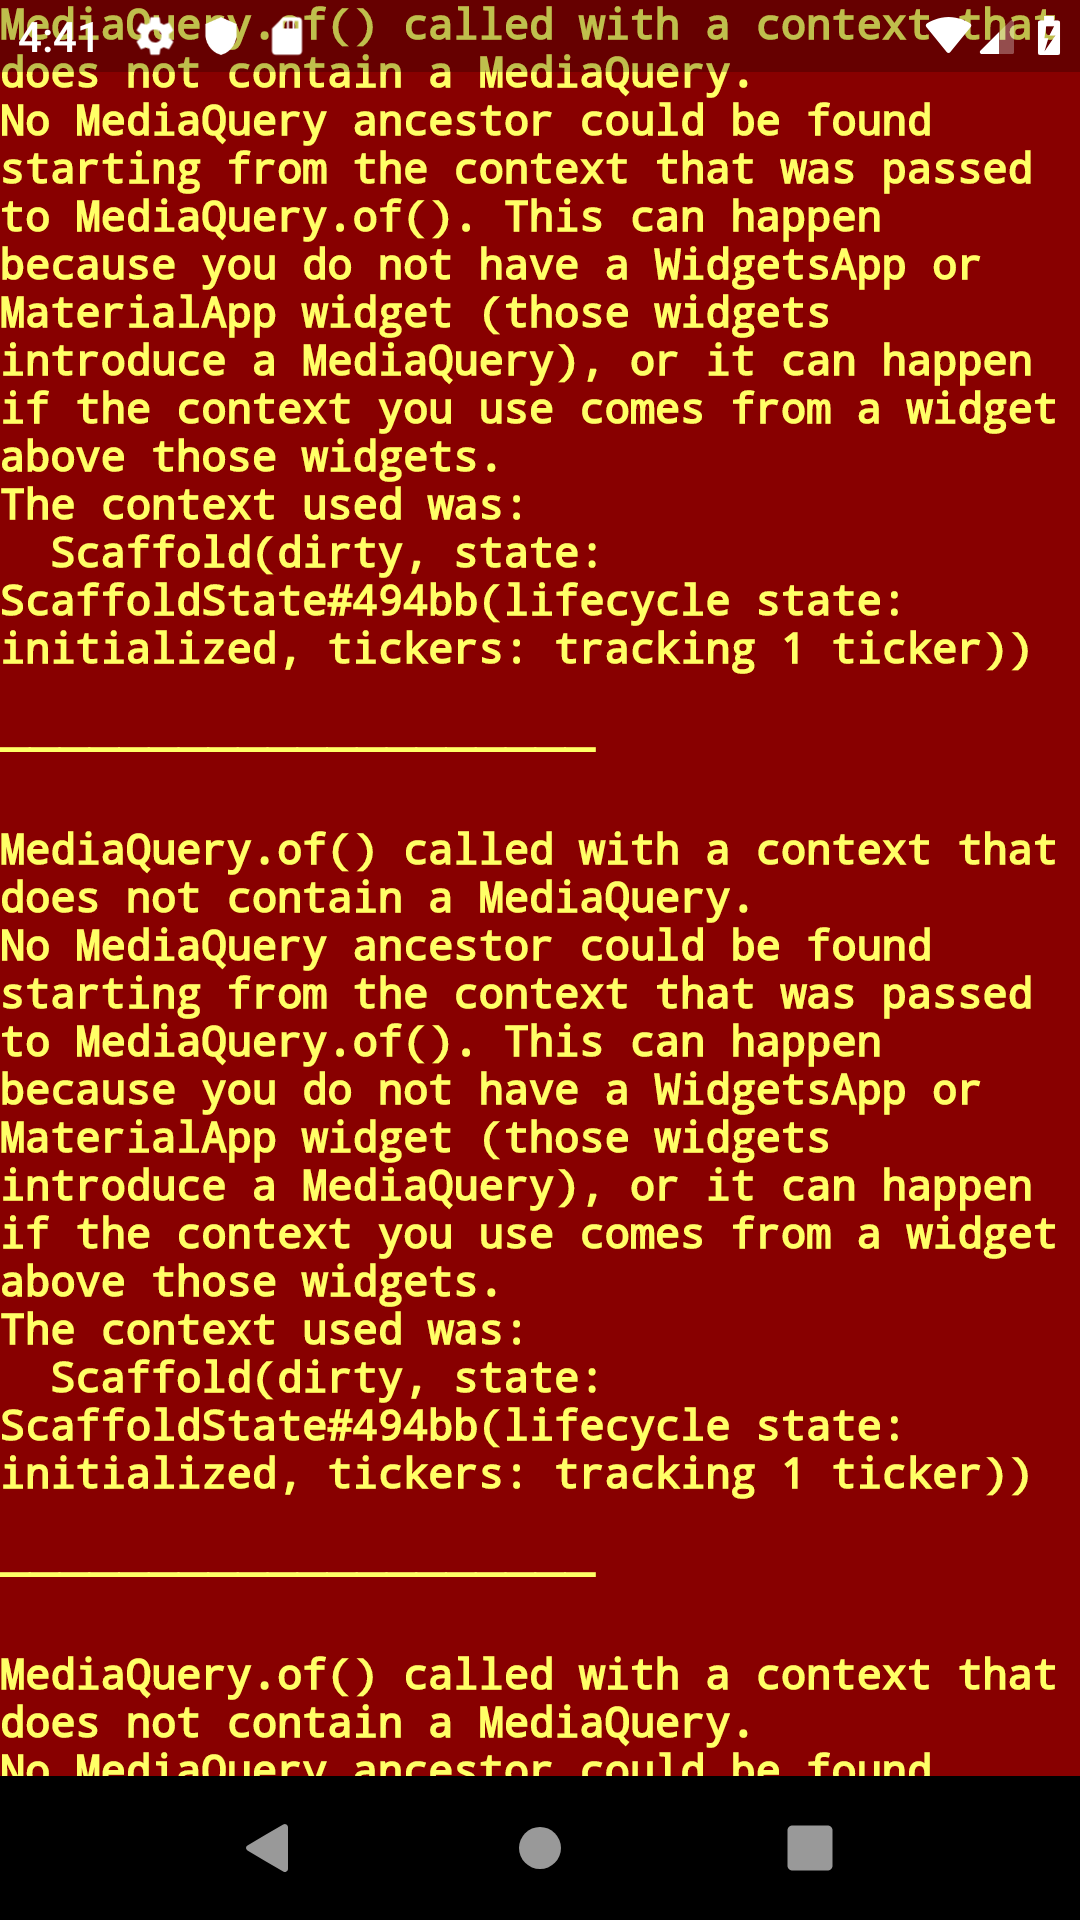 MediaQuery.of() called with a context that
4:41
does not contain a MediaQuery.
No MediaQuery ancestor could be found
starting from the context that was passed
to MediaQuery.of(). This can happen
because you do not have a WidgetsApp or
MaterialApp widget (those widgets
introduce a MediaQuery), or it can happen
if the context you use comes from a widget
above those widgets.
The context used was:
  Scaffold(dirty, state:
ScaffoldState#494bb(lifecycle state:
initialized, tickers: tracking 1 ticker))
MediaQuery.of() called with a context that
does not contain a MediaQuery.
No MediaQuery ancestor could be found
starting from the context that was passed
to MediaQuery.of(). This can happen
because you do not have a WidgetsApp or
MaterialApp widget (those widgets
introduce a MediaQuery), or it can happen
if the context you use comes from a widget
above those widgets.
The context used was:
  Scaffold(dirty, state:
ScaffoldState#494bb(lifecycle state:
initialized, tickers: tracking 1 ticker))
MediaQuery.of() called with a context that
does not contain a MediaQuery.
No MediaQuery ancestor could be found